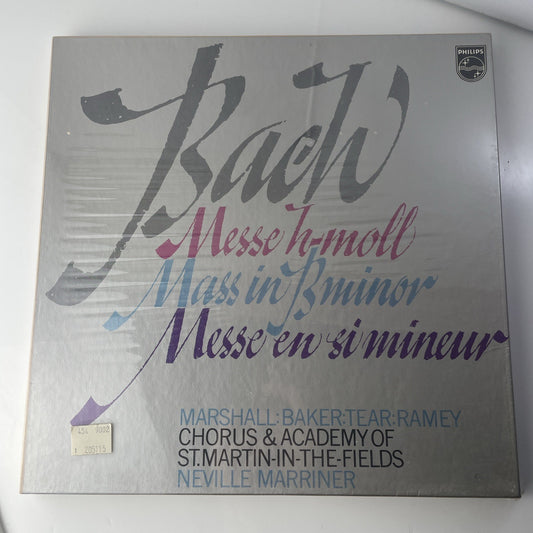 PHILIPS
Bach
Messe h-moll
Mass in B minor
Messe en si mineur
MARSHALL:BAKER:TEAR:RAMEY
CHORUS & ACADEMY OF
ST. MARTIN-IN-THE-FIELDS
NEVILLE MARRINER